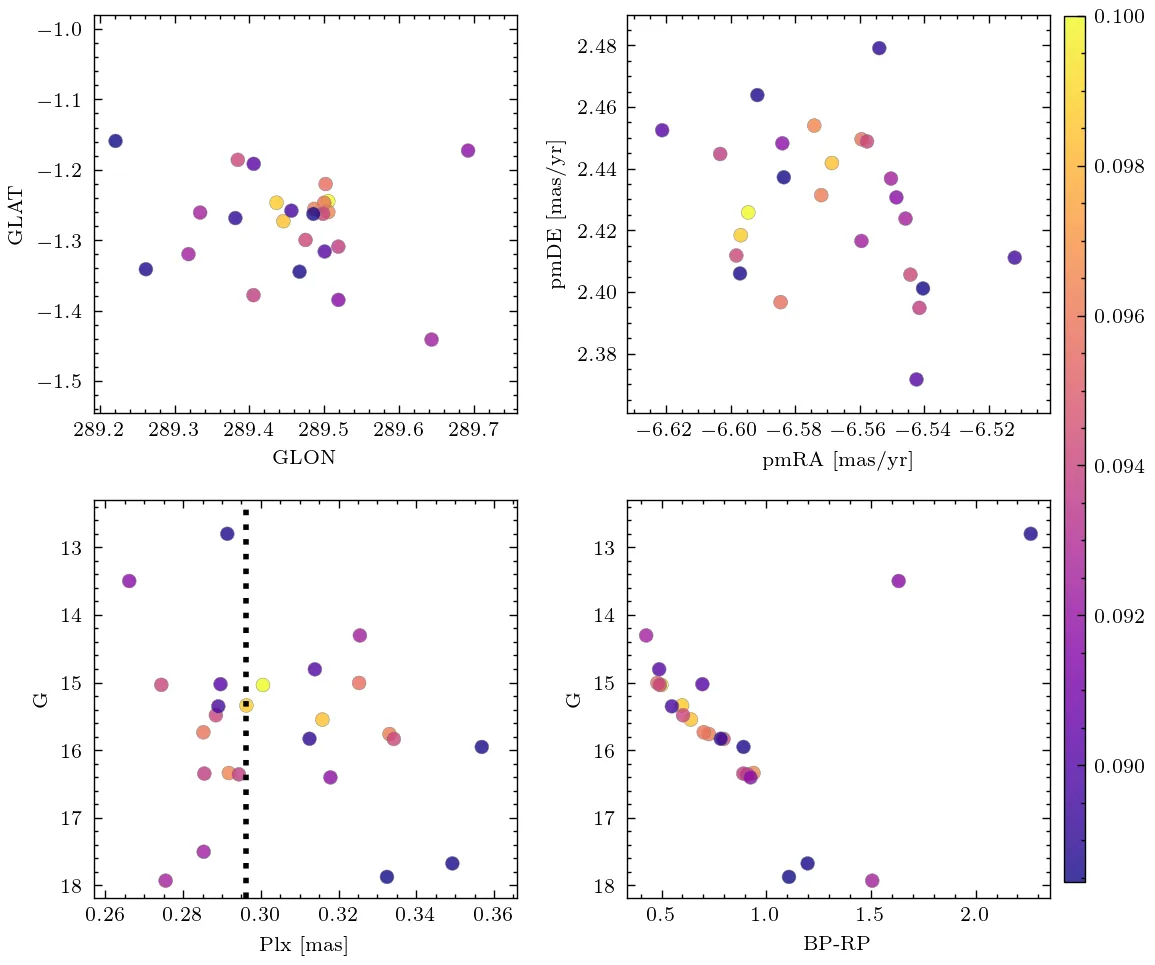 −1.0
−1.1
−1.2
−1.3
−1.4
−1.5
GLAT
289.2 289.3 289.4 289.5 289.6 289.7
GLON
2.48
2.46
2.44
2.42
2.40
2.38
pmDE [mas/yr]
−6.62 −6.60 −6.58 −6.56 −6.54 −6.52
pmRA [mas/yr]
13
14
15
16
17
18
G
0.26 0.28 0.30 0.32 0.34 0.36
Plx [mas]
13
14
15
16
17
18
G
0.5 1.0 1.5 2.0
BP-RP
0.100
0.098
0.096
0.094
0.092
0.090